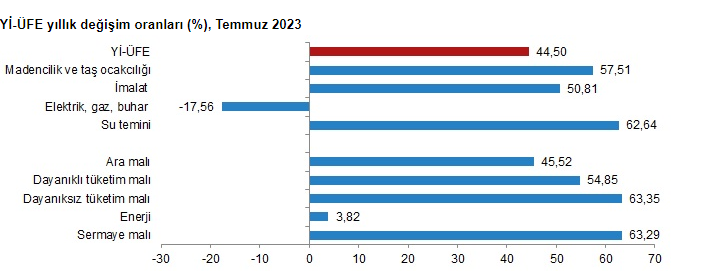 Yİ-ÜFE yıllık değişim oranları (%), Temmuz 2023
Yİ-ÜFE 44,50
Madencilik ve taş ocakcılığı 57,51
İmalat 50,81
Elektrik, gaz, buhar -17,56
Su temini 62,64
Ara malı 45,52
Dayanıklı tüketim malı 54,85
Dayanıksız tüketim malı 63,35
Enerji 3,82
Sermaye malı 63,29
-30 -20 -10 0 10 20 30 40 50 60 70